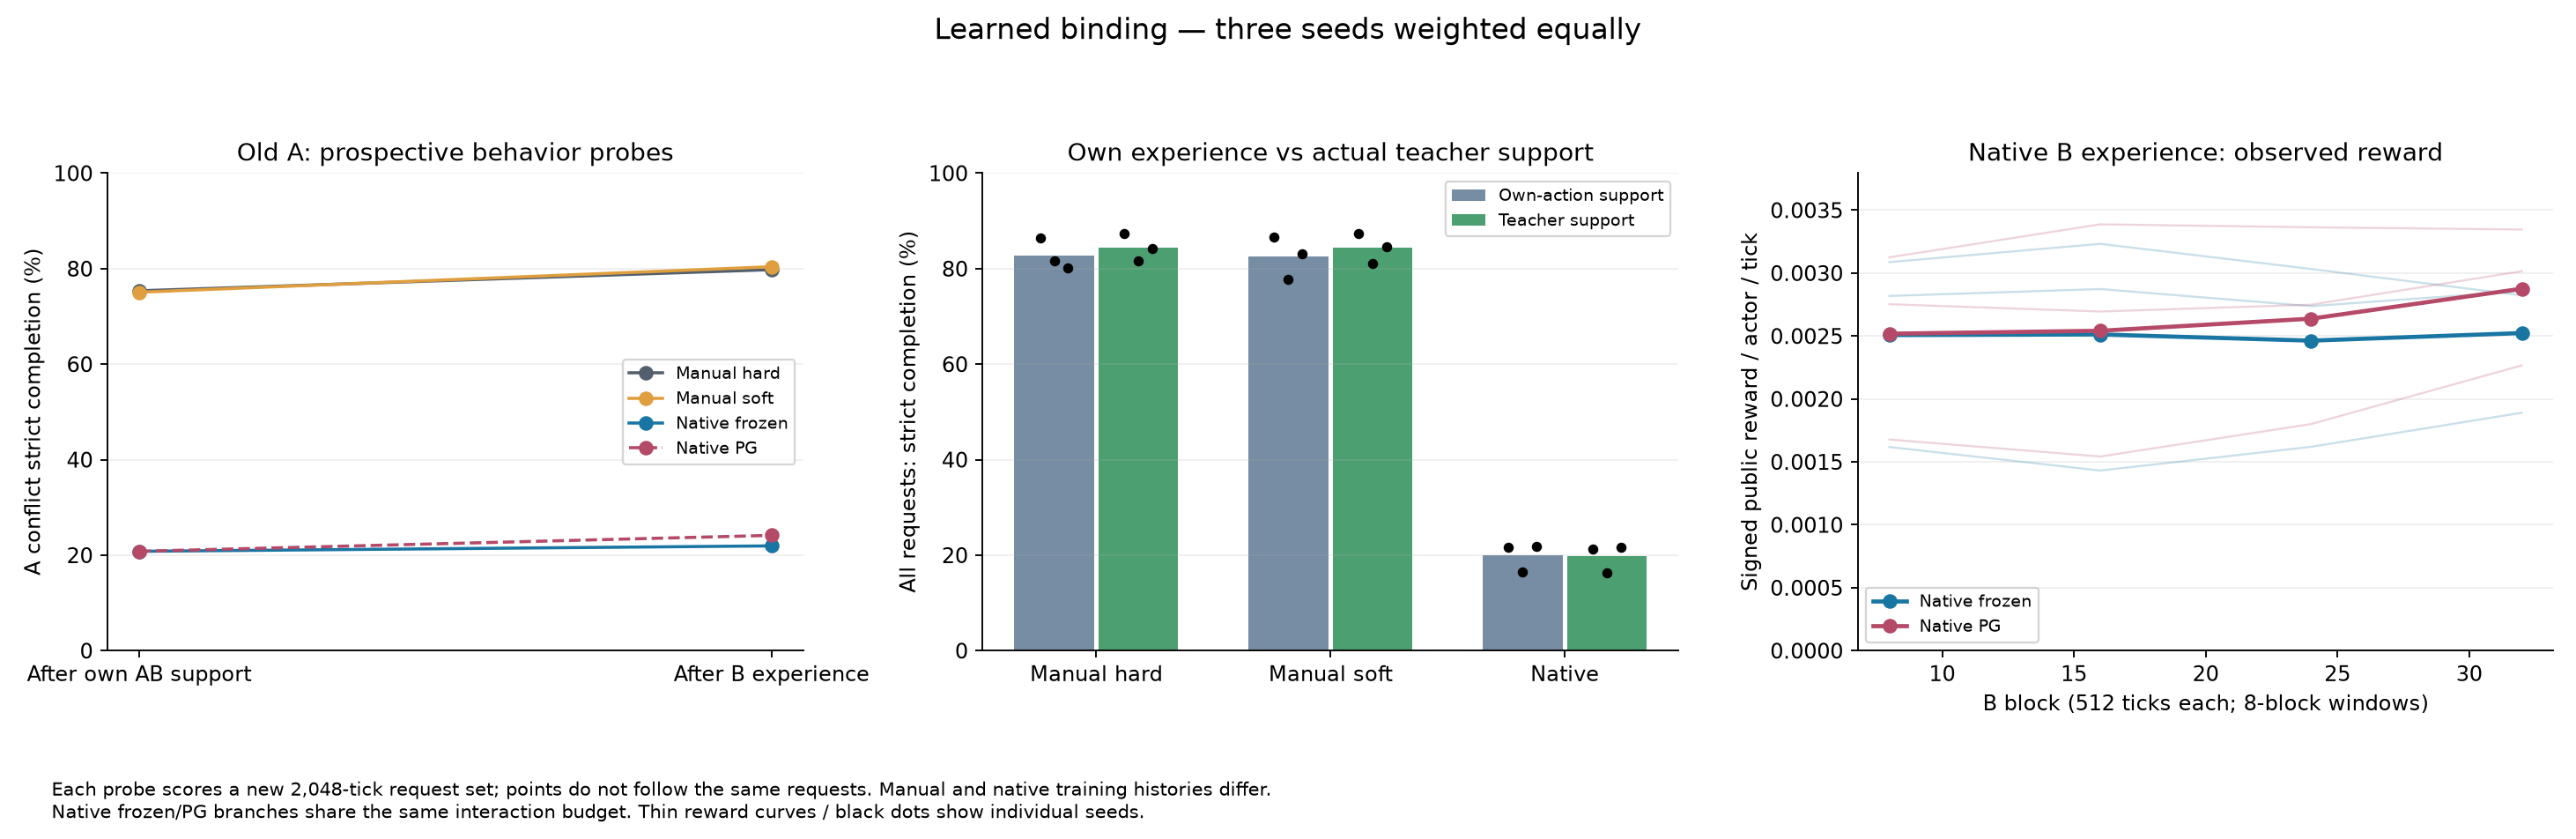 Learned binding — three seeds weighted equally
Old A: prospective behavior probes
A conflict strict completion (%)
100
80
60
40
20
0
After own AB support
After B experience
Manual hard
Manual soft
Native frozen
Native PG
Own experience vs actual teacher support
All requests: strict completion (%)
100
80
60
40
20
0
Manual hard
Manual soft
Native
Own-action support
Teacher support
Native B experience: observed reward
Signed public reward / actor / tick
0.0035
0.0030
0.0025
0.0020
0.0015
0.0010
0.0005
0.0000
10
15
20
25
30
B block (512 ticks each; 8-block windows)
Native frozen
Native PG
Each probe scores a new 2,048-tick request set; points do not follow the same requests. Manual and native training histories differ.
Native frozen/PG branches share the same interaction budget. Thin reward curves / black dots show individual seeds.